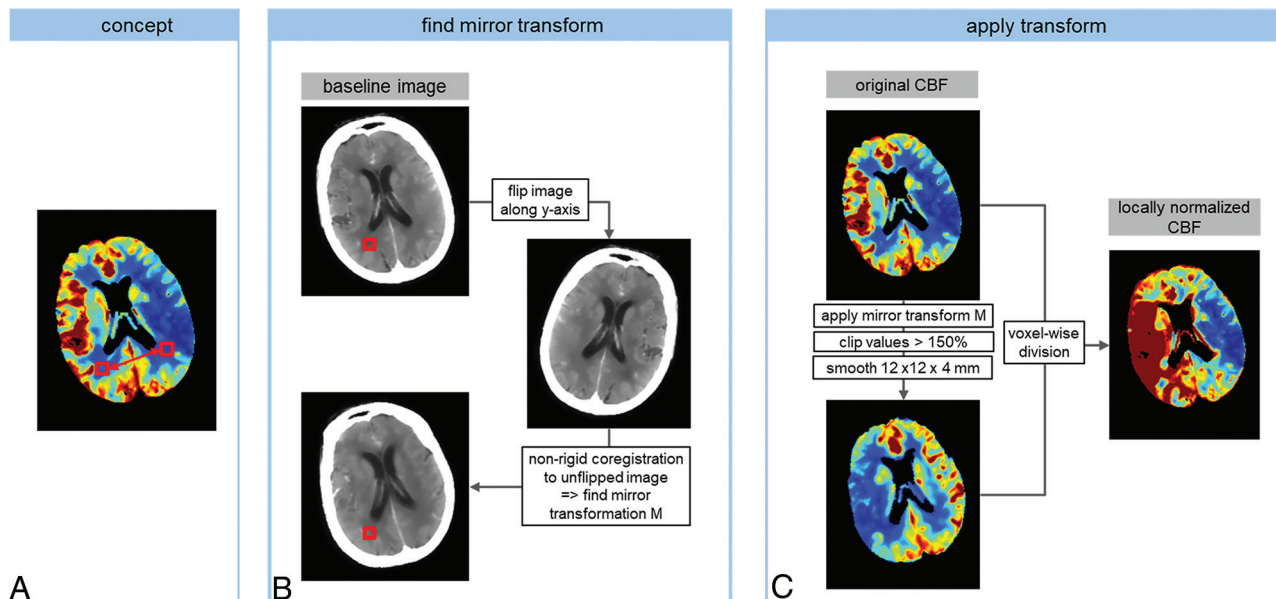 concept
find mirror transform
apply transform
baseline image
flip image
along y-axis
non-rigid coregistration
to unflipped image
=> find mirror
transformation M
original CBF
apply mirror transform M
clip values > 150%
smooth 12 x12 x 4 mm
voxel-wise
division
locally normalized
CBF
A
B
C